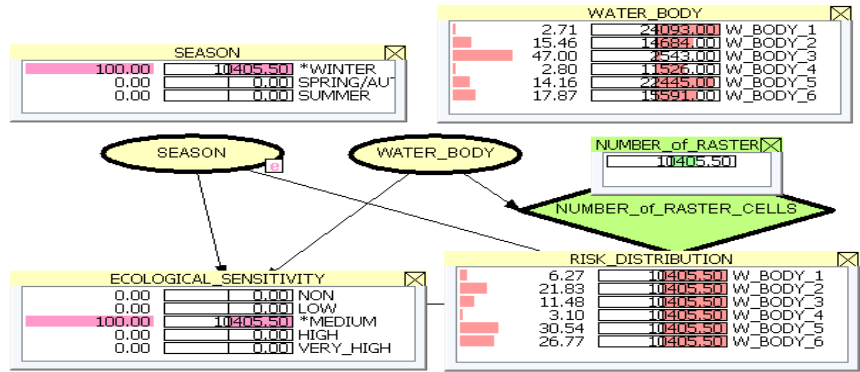 WATER_BODY
2.71 24093.00 W_BODY_1
15.46 14684.00 W_BODY_2
47.00 2543.00 W_BODY_3
2.80 11526.00 W_BODY_4
14.16 22445.00 W_BODY_5
17.87 15591.00 W_BODY_6
SEASON
100.00 10405.50 *WINTER
0.00 0.00 SPRING/AUT
0.00 0.00 SUMMER
SEASON
e
WATER_BODY
NUMBER_of_RASTER
10405.50
NUMBER_of_RASTER_CELLS
ECOLOGICAL_SENSITIVITY
0.00 0.00 NON
0.00 0.00 LOW
100.00 10405.50 *MEDIUM
0.00 0.00 HIGH
0.00 0.00 VERY_HIGH
RISK_DISTRIBUTION
6.27 10405.50 W_BODY_1
21.83 10405.50 W_BODY_2
11.48 10405.50 W_BODY_3
3.10 10405.50 W_BODY_4
30.54 10405.50 W_BODY_5
26.77 10405.50 W_BODY_6